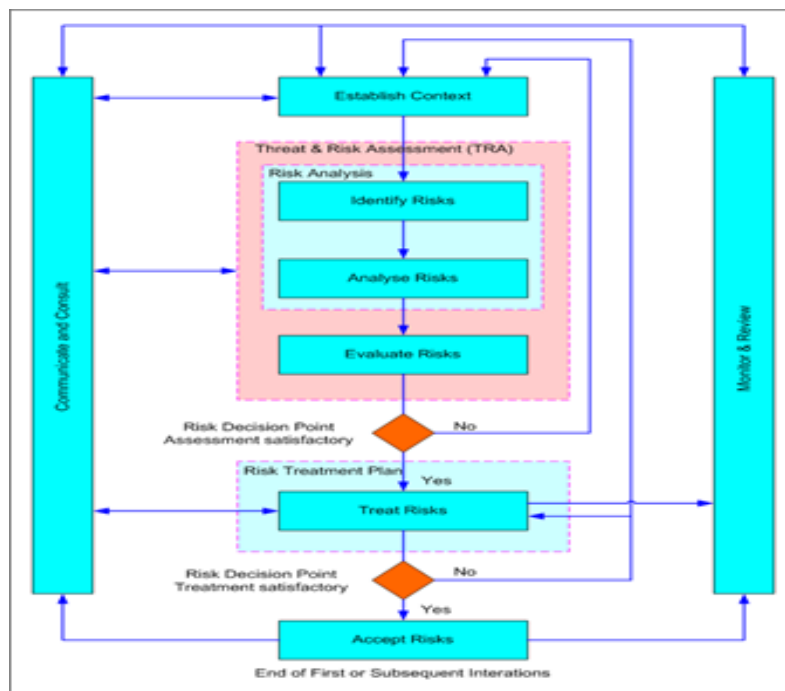 Establish Context
Threat & Risk Assessment (TRA)
Risk Analysis
Identify Risks
Analyse Risks
Evaluate Risks
Communicate and Consult
Monitor & Review
Risk Decision Point
Assessment satisfactory
No
Yes
Risk Treatment Plan
Treat Risks
Risk Decision Point
Treatment satisfactory
No
Yes
Accept Risks
End of First or Subsequent Interations